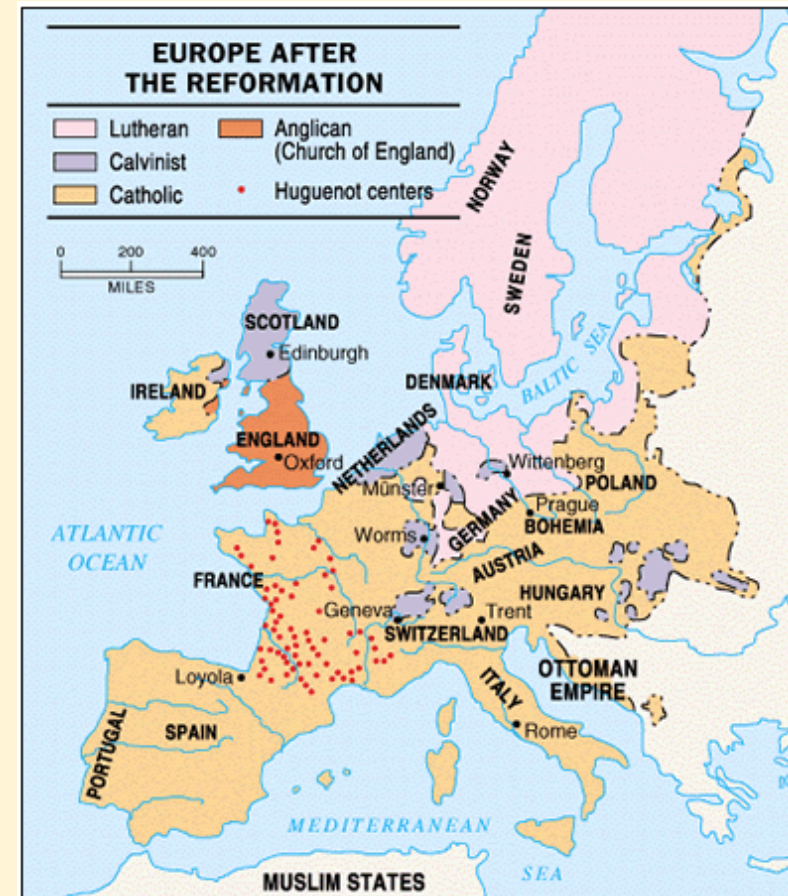 EUROPE AFTER
THE REFORMATION
Lutheran
Calvinist
Catholic
Anglican
(Church of England)
Huguenot centers
0 200 400
MILES
NORWAY
SWEDEN
SCOTLAND
Edinburgh
IRELAND
DENMARK
BALTIC SEA
ENGLAND
Oxford
NETHERLANDS
Münster
Wittenberg
POLAND
GERMANY
Prague
BOHEMIA
Worms
ATLANTIC
OCEAN
AUSTRIA
FRANCE
HUNGARY
Geneva
Trent
SWITZERLAND
Loyola
ITALY
OTTOMAN
EMPIRE
PORTUGAL
SPAIN
Rome
MEDITERRANEAN
SEA
MUSLIM STATES